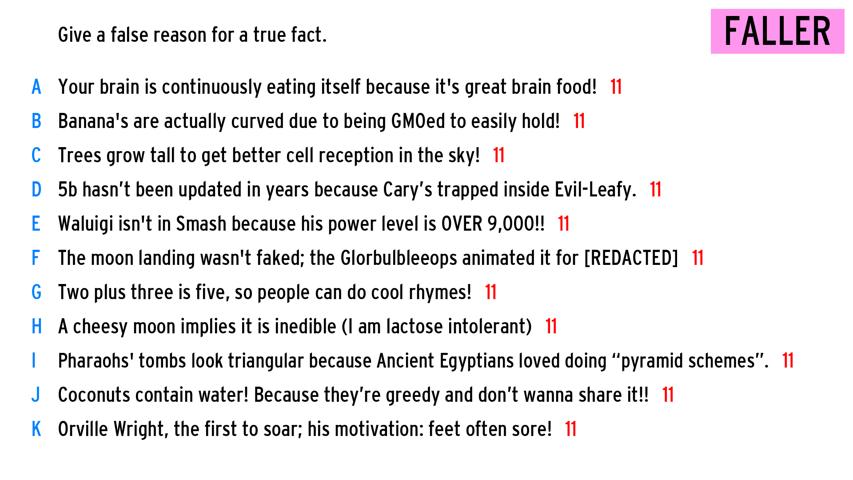 Give a false reason for a true fact.
FALLER
A Your brain is continuously eating itself because it's great brain food! 11
B Banana's are actually curved due to being GMOed to easily hold! 11
C Trees grow tall to get better cell reception in the sky! 11
D 5b hasn't been updated in years because Cary's trapped inside Evil-Leafy. 11
E Waluigi isn't in Smash because his power level is OVER 9,000!! 11
F The moon landing wasn't faked; the Glorbulbleeops animated it for [REDACTED] 11
G Two plus three is five, so people can do cool rhymes! 11
H A cheesy moon implies it is inedible (I am lactose intolerant) 11
I Pharaohs' tombs look triangular because Ancient Egyptians loved doing “pyramid schemes”. 11
J Coconuts contain water! Because they're greedy and don't wanna share it!! 11
K Orville Wright, the first to soar; his motivation: feet often sore! 11